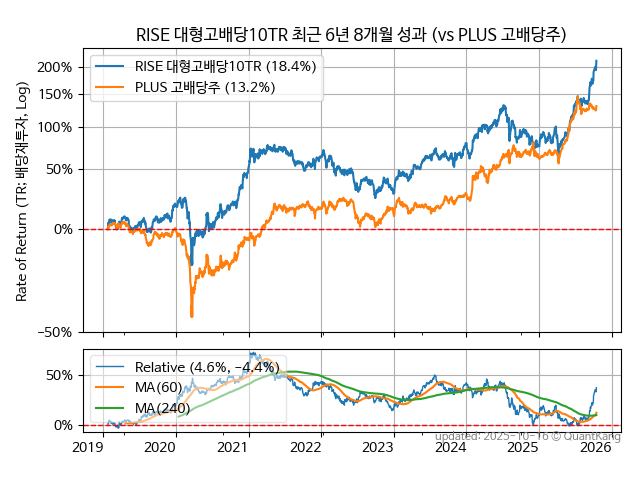 RISE 대형고배당10TR 최근 6년 8개월 성과 (vs PLUS 고배당주)
Rate of Return (TR: 배당재투자, Log)
200%
150%
100%
50%
0%
−50%
RISE 대형고배당10TR (18.4%)
PLUS 고배당주 (13.2%)
50%
0%
Relative (4.6%, −4.4%)
MA(60)
MA(240)
2019 2020 2021 2022 2023 2024 2025 2026
updated: 2025-10-16 © QuantKang